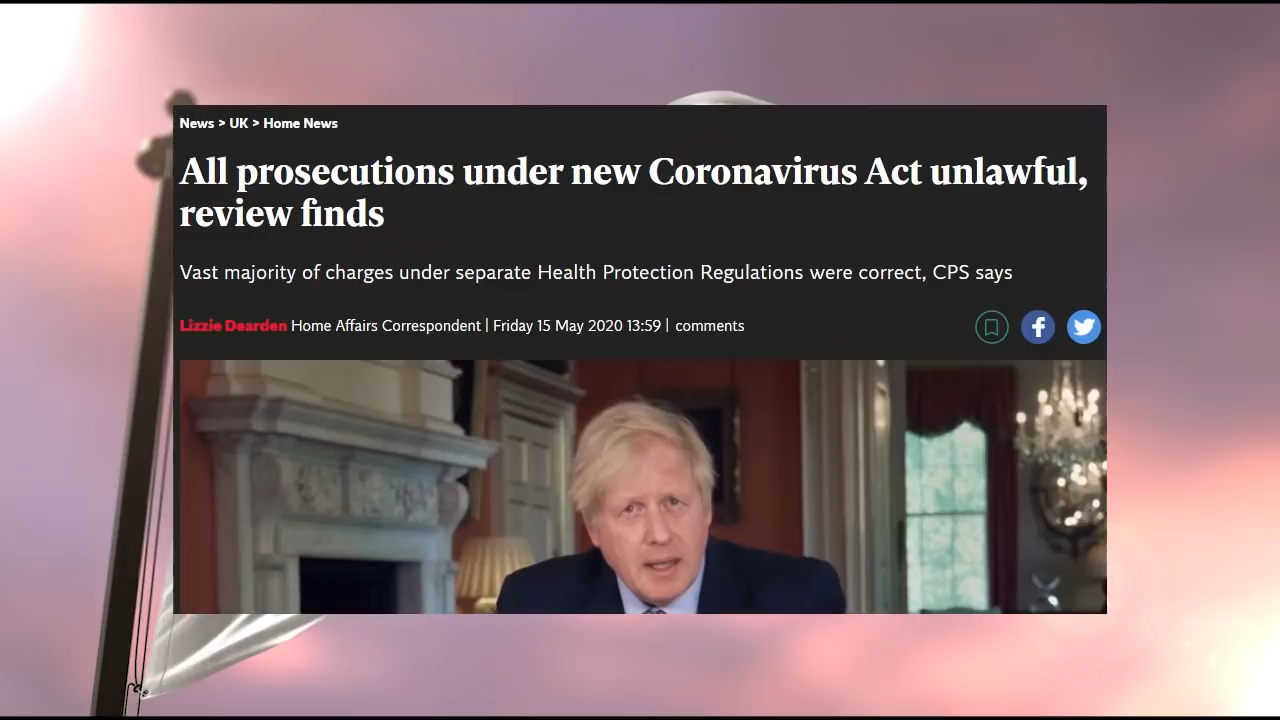 News > UK > Home News
All prosecutions under new Coronavirus Act unlawful,
review finds
Vast majority of charges under separate Health Protection Regulations were correct, CPS says
Lizzie Dearden Home Affairs Correspondent | Friday 15 May 2020 13:59 | comments